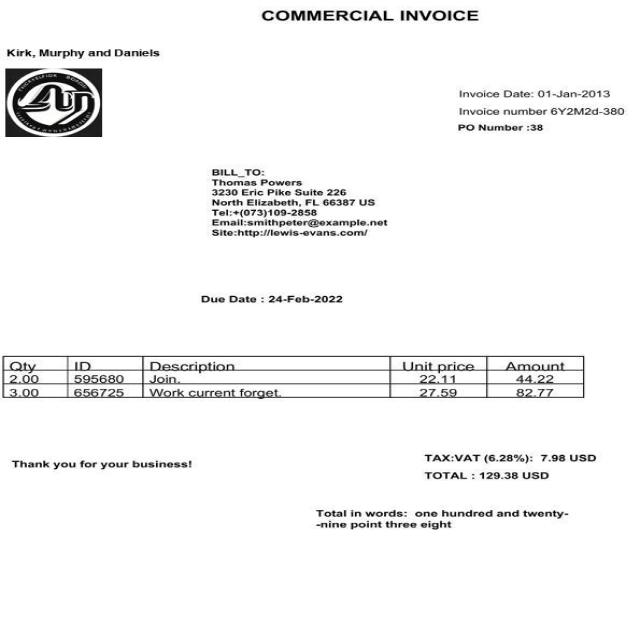 COMMERCIAL INVOICE
Kirk, Murphy and Daniels
Invoice Date: 01-Jan-2013
Invoice number 6Y2M2d-380
PO Number :38
BILL_TO:
Thomas Powers
3230 Eric Pike Suite 226
North Elizabeth, FL 66387 US
Tel:+(073)109-2858
Email:smithpeter@example.net
Site:http://lewis-evans.com/
Due Date : 24-Feb-2022
Qty ID Description Unit price Amount
2.00 595680 Join. 22.11 44.22
3.00 656725 Work current forget. 27.59 82.77
TAX:VAT (6.28%): 7.98 USD
Thank you for your business!
TOTAL : 129.38 USD
Total in words: one hundred and twenty-
-nine point three eight